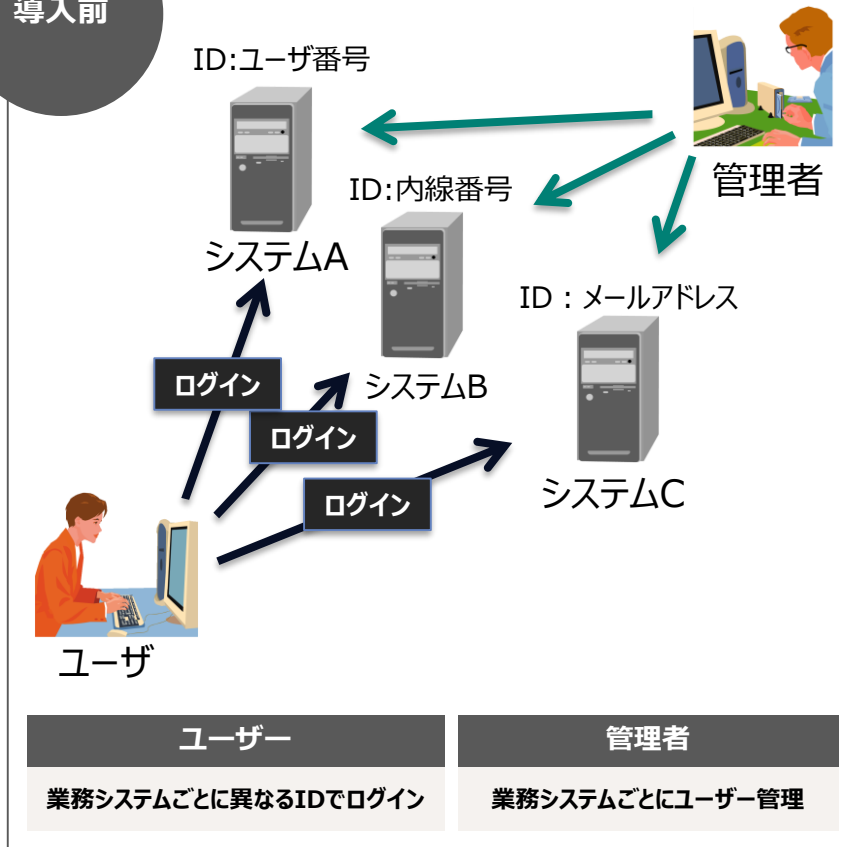 導入前
ID:ユーザ番号
管理者
ID:内線番号
システムA
ID：メールアドレス
ログイン
システムB
ログイン
ログイン
システムC
ユーザ
ユーザー
管理者
業務システムごとに異なるIDでログイン
業務システムごとにユーザー管理